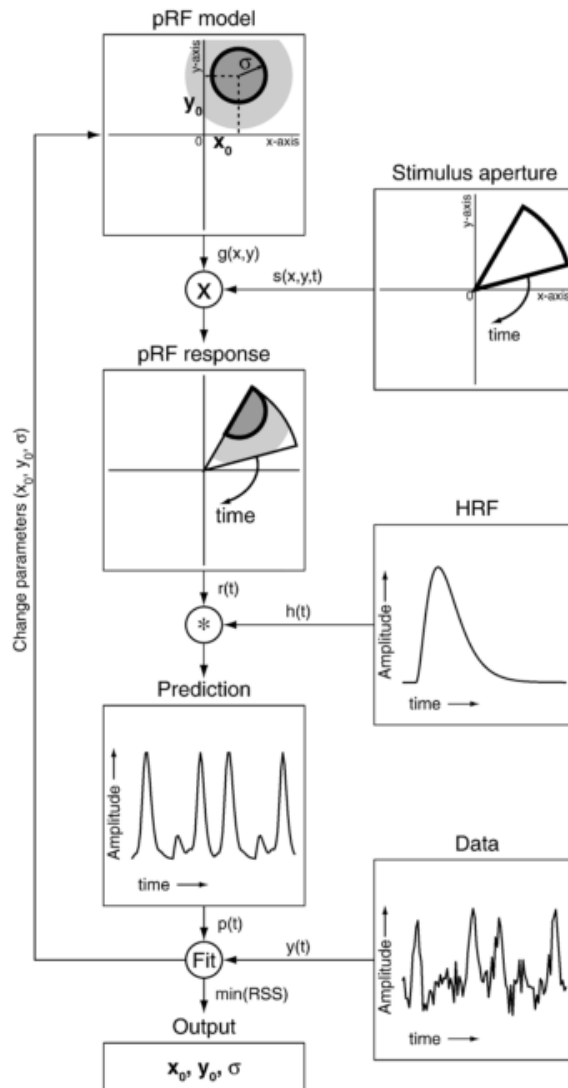 pRF model
y-axis
σ
y₀
0
x₀
x-axis
Stimulus aperture
y-axis
0
x-axis
time
g(x,y)
X
s(x,y,t)
pRF response
time
Change parameters (x₀, y₀, σ)
HRF
Amplitude
time
r(t)
*
h(t)
Prediction
Amplitude
time
Data
Amplitude
time
p(t)
Fit
y(t)
min(RSS)
Output
x₀, y₀, σ